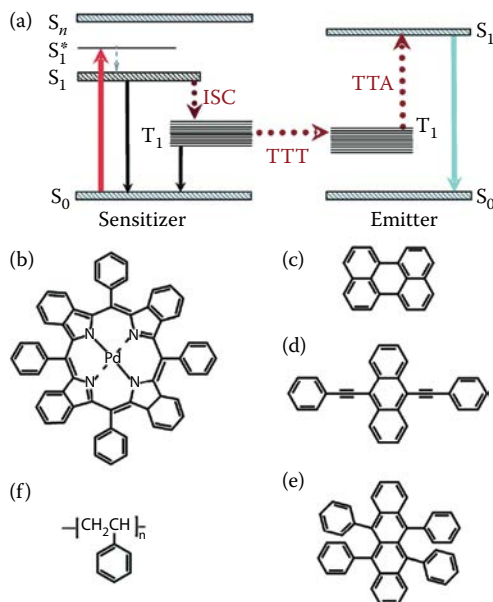 (a)
Sₙ
S₁*
S₁
ISC
T₁
TTT
S₀
Sensitizer
S₁
TTA
T₁
S₀
Emitter
(b)
N N
Pd
N N
(c)
(d)
(e)
(f)
[CH₂CH]ₙ